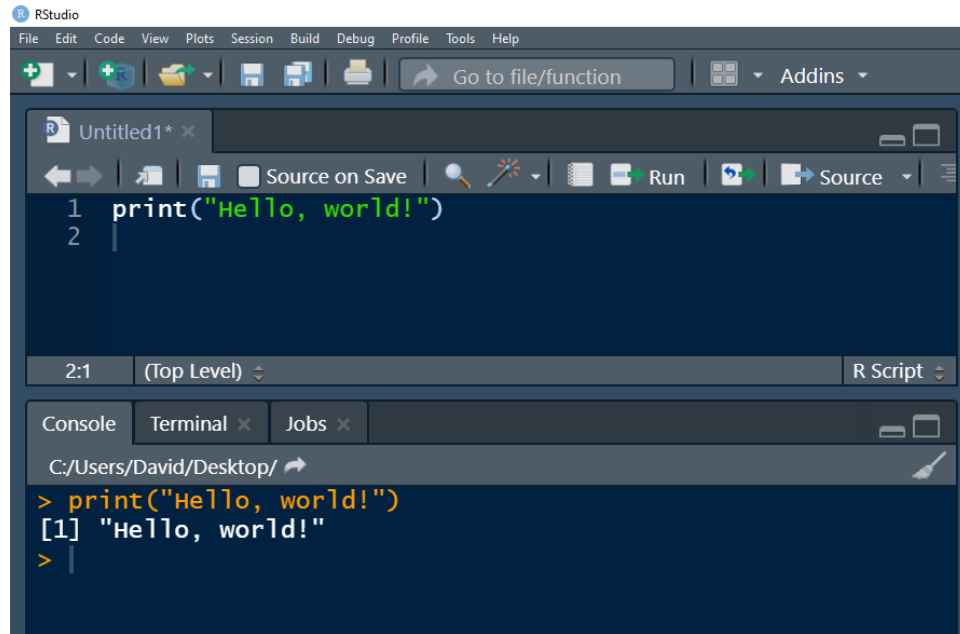 RStudio
File Edit Code View Plots Session Build Debug Profile Tools Help
Go to file/function Addins
Untitled1*
Source on Save Run Source
1 print("Hello, world!")
2
2:1 (Top Level) R Script
Console Terminal Jobs
C:/Users/David/Desktop/
> print("Hello, world!")
[1] "Hello, world!"
>